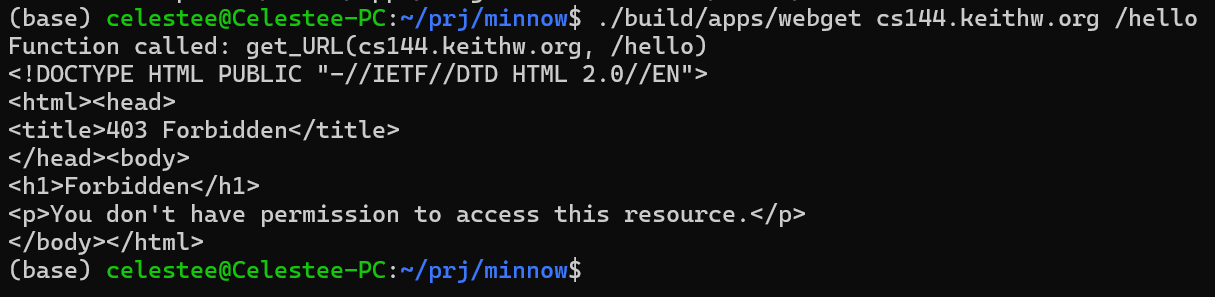 (base) celestee@Celestee-PC:~/prj/minnow$ ./build/apps/webget cs144.keithw.org /hello
Function called: get_URL(cs144.keithw.org, /hello)
<!DOCTYPE HTML PUBLIC "-//IETF//DTD HTML 2.0//EN">
<html><head>
<title>403 Forbidden</title>
</head><body>
<h1>Forbidden</h1>
<p>You don't have permission to access this resource.</p>
</body></html>
(base) celestee@Celestee-PC:~/prj/minnow$